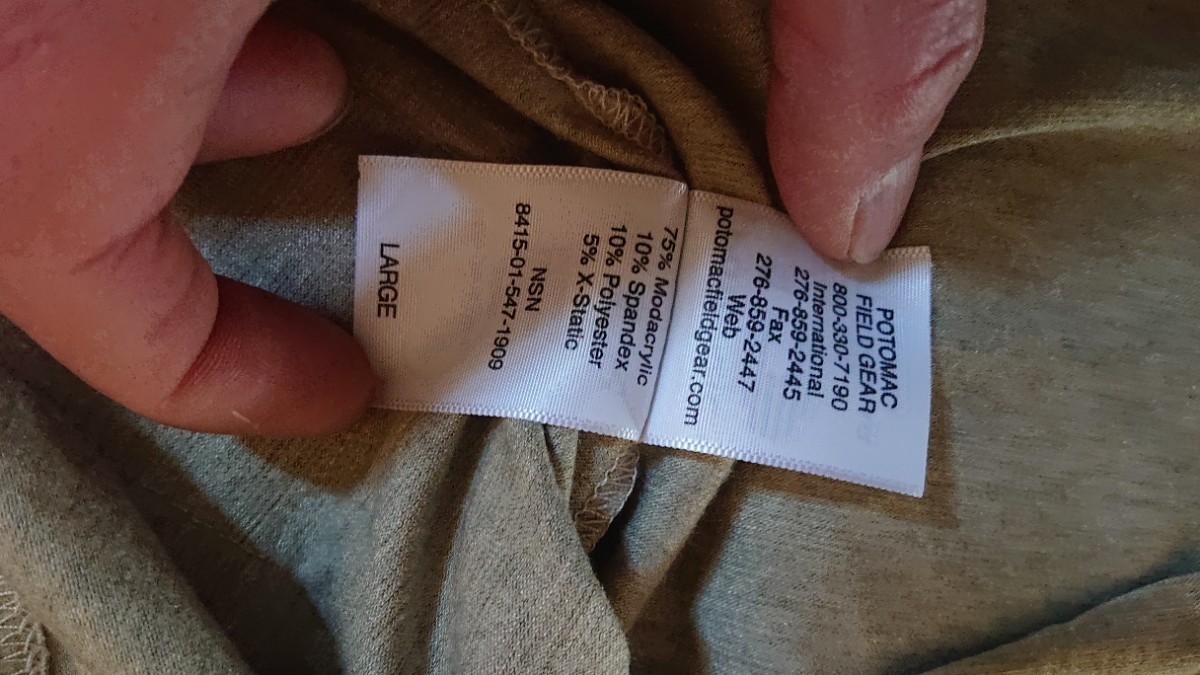 POTOMAC
FIELD GEAR
800-330-7190
International
276-859-2445
Fax
276-859-2447
Web
potomacfieldgear.com
75% Modacrylic
10% Spandex
10% Polyester
5% X-Static
NSN
8415-01-547-1909
LARGE